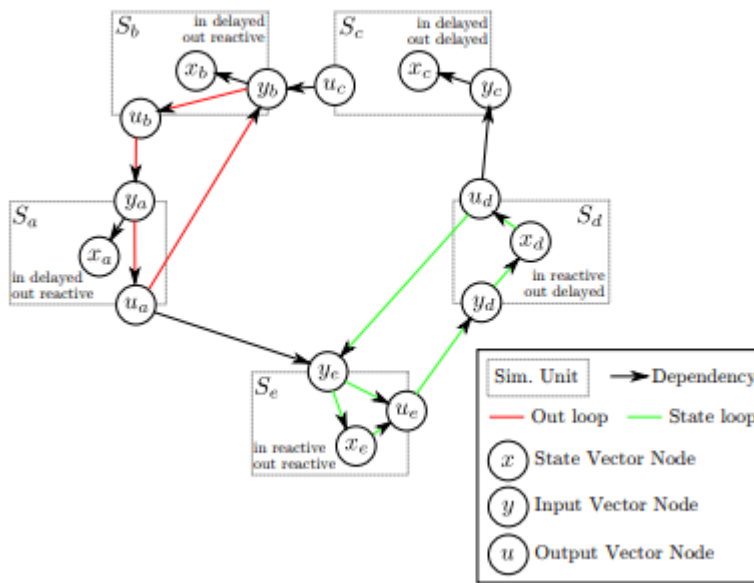 S_b
in delayed
out reactive
x_b
y_b
u_b
S_c
in delayed
out delayed
x_c
u_c
y_c
S_a
y_a
x_a
in delayed
out reactive
u_a
u_d
S_d
x_d
in reactive
out delayed
y_d
y_e
S_e
u_e
x_e
in reactive
out reactive
Sim. Unit
Dependency
Out loop
State loop
x State Vector Node
y Input Vector Node
u Output Vector Node